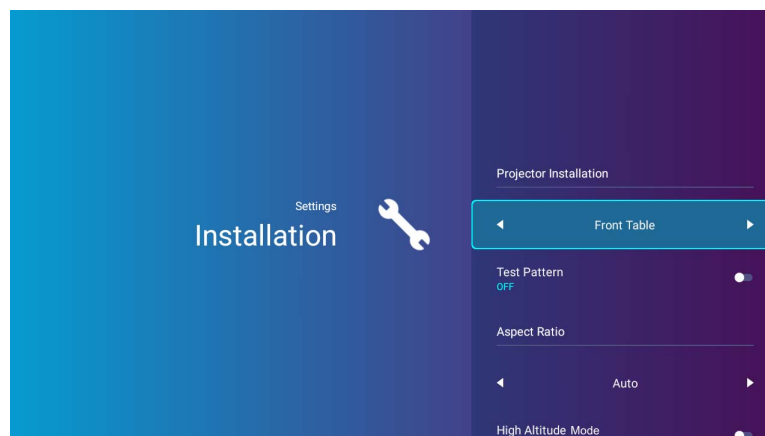 Settings
Installation
Projector Installation
Front Table
Test Pattern
OFF
Aspect Ratio
Auto
High Altitude Mode